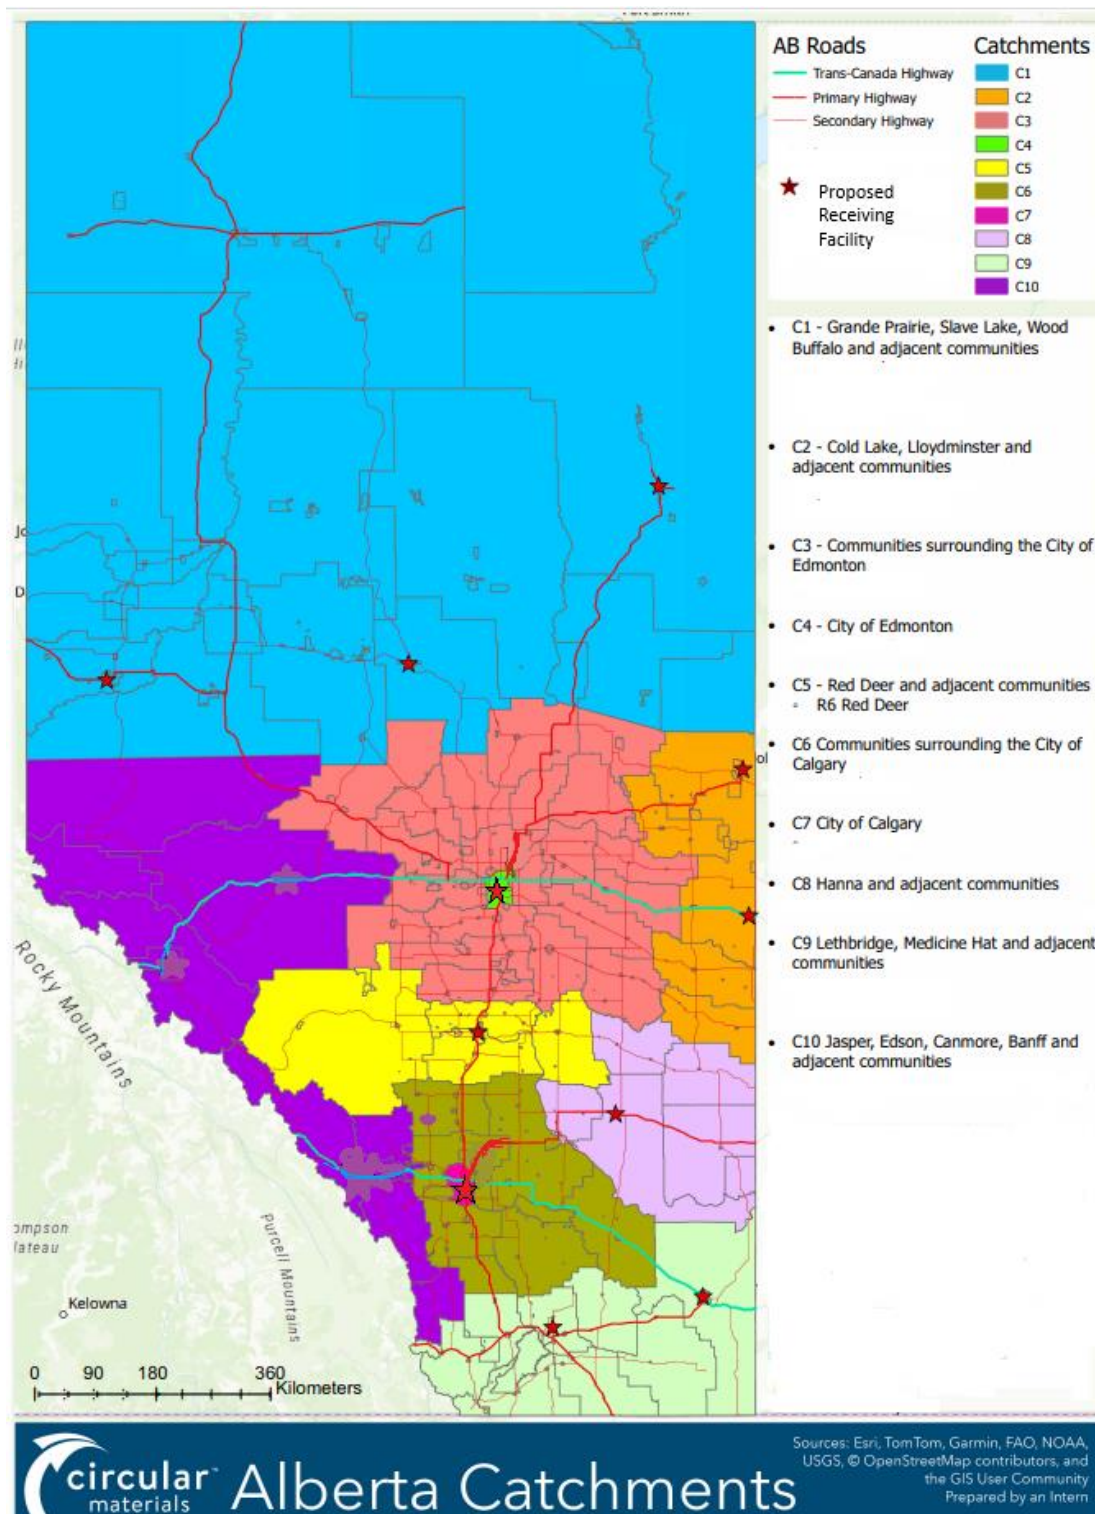 AB Roads
Trans-Canada Highway
Primary Highway
Secondary Highway
Proposed
Receiving
Facility
Catchments
C1
C2
C3
C4
C5
C6
C7
C8
C9
C10
• C1 - Grande Prairie, Slave Lake, Wood
Buffalo and adjacent communities
• C2 - Cold Lake, Lloydminster and
adjacent communities
• C3 - Communities surrounding the City of
Edmonton
• C4 - City of Edmonton
• C5 - Red Deer and adjacent communities
R6 Red Deer
• C6 Communities surrounding the City of
Calgary
• C7 City of Calgary
• C8 Hanna and adjacent communities
• C9 Lethbridge, Medicine Hat and adjacent
communities
• C10 Jasper, Edson, Canmore, Banff and
adjacent communities
Rocky Mountains
Purcell Mountains
ompson
lateau
Kelowna
0 90 180 360
Kilometers
circular™
materials
Alberta Catchments
Sources: Esri, TomTom, Garmin, FAO, NOAA,
USGS, © OpenStreetMap contributors, and
the GIS User Community
Prepared by an Intern